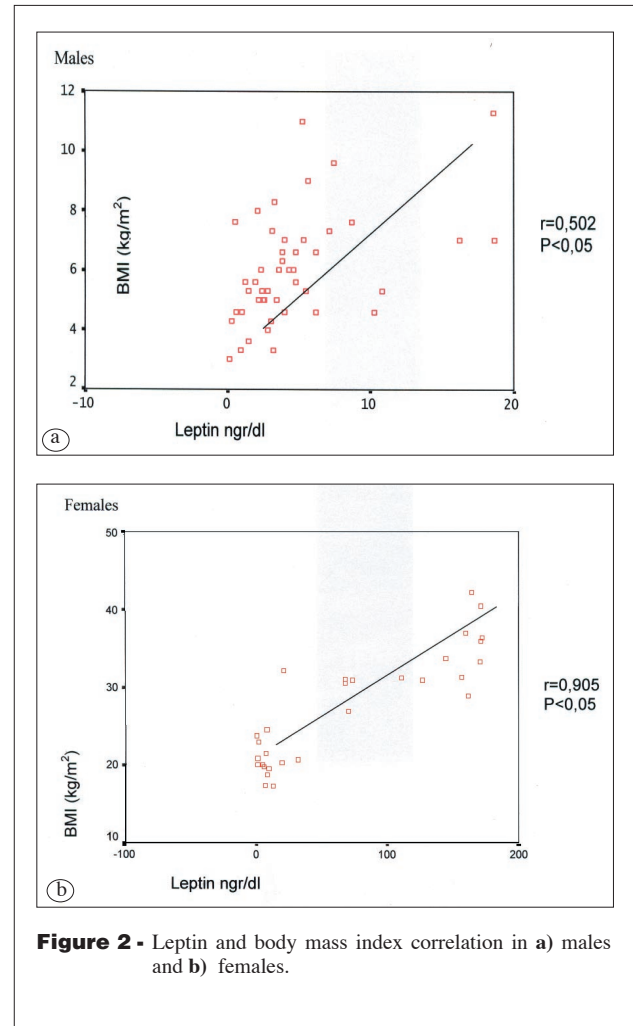 Males
12
10
8
6
4
2
-10
0
10
20
BMI (kg/m²)
Leptin ngr/dl
r=0,502
P<0,05
a
Females
50
40
30
20
10
-100
0
100
200
BMI (kg/m²)
Leptin ngr/dl
r=0,905
P<0,05
b
Figure 2 - Leptin and body mass index correlation in a) males
and b) females.